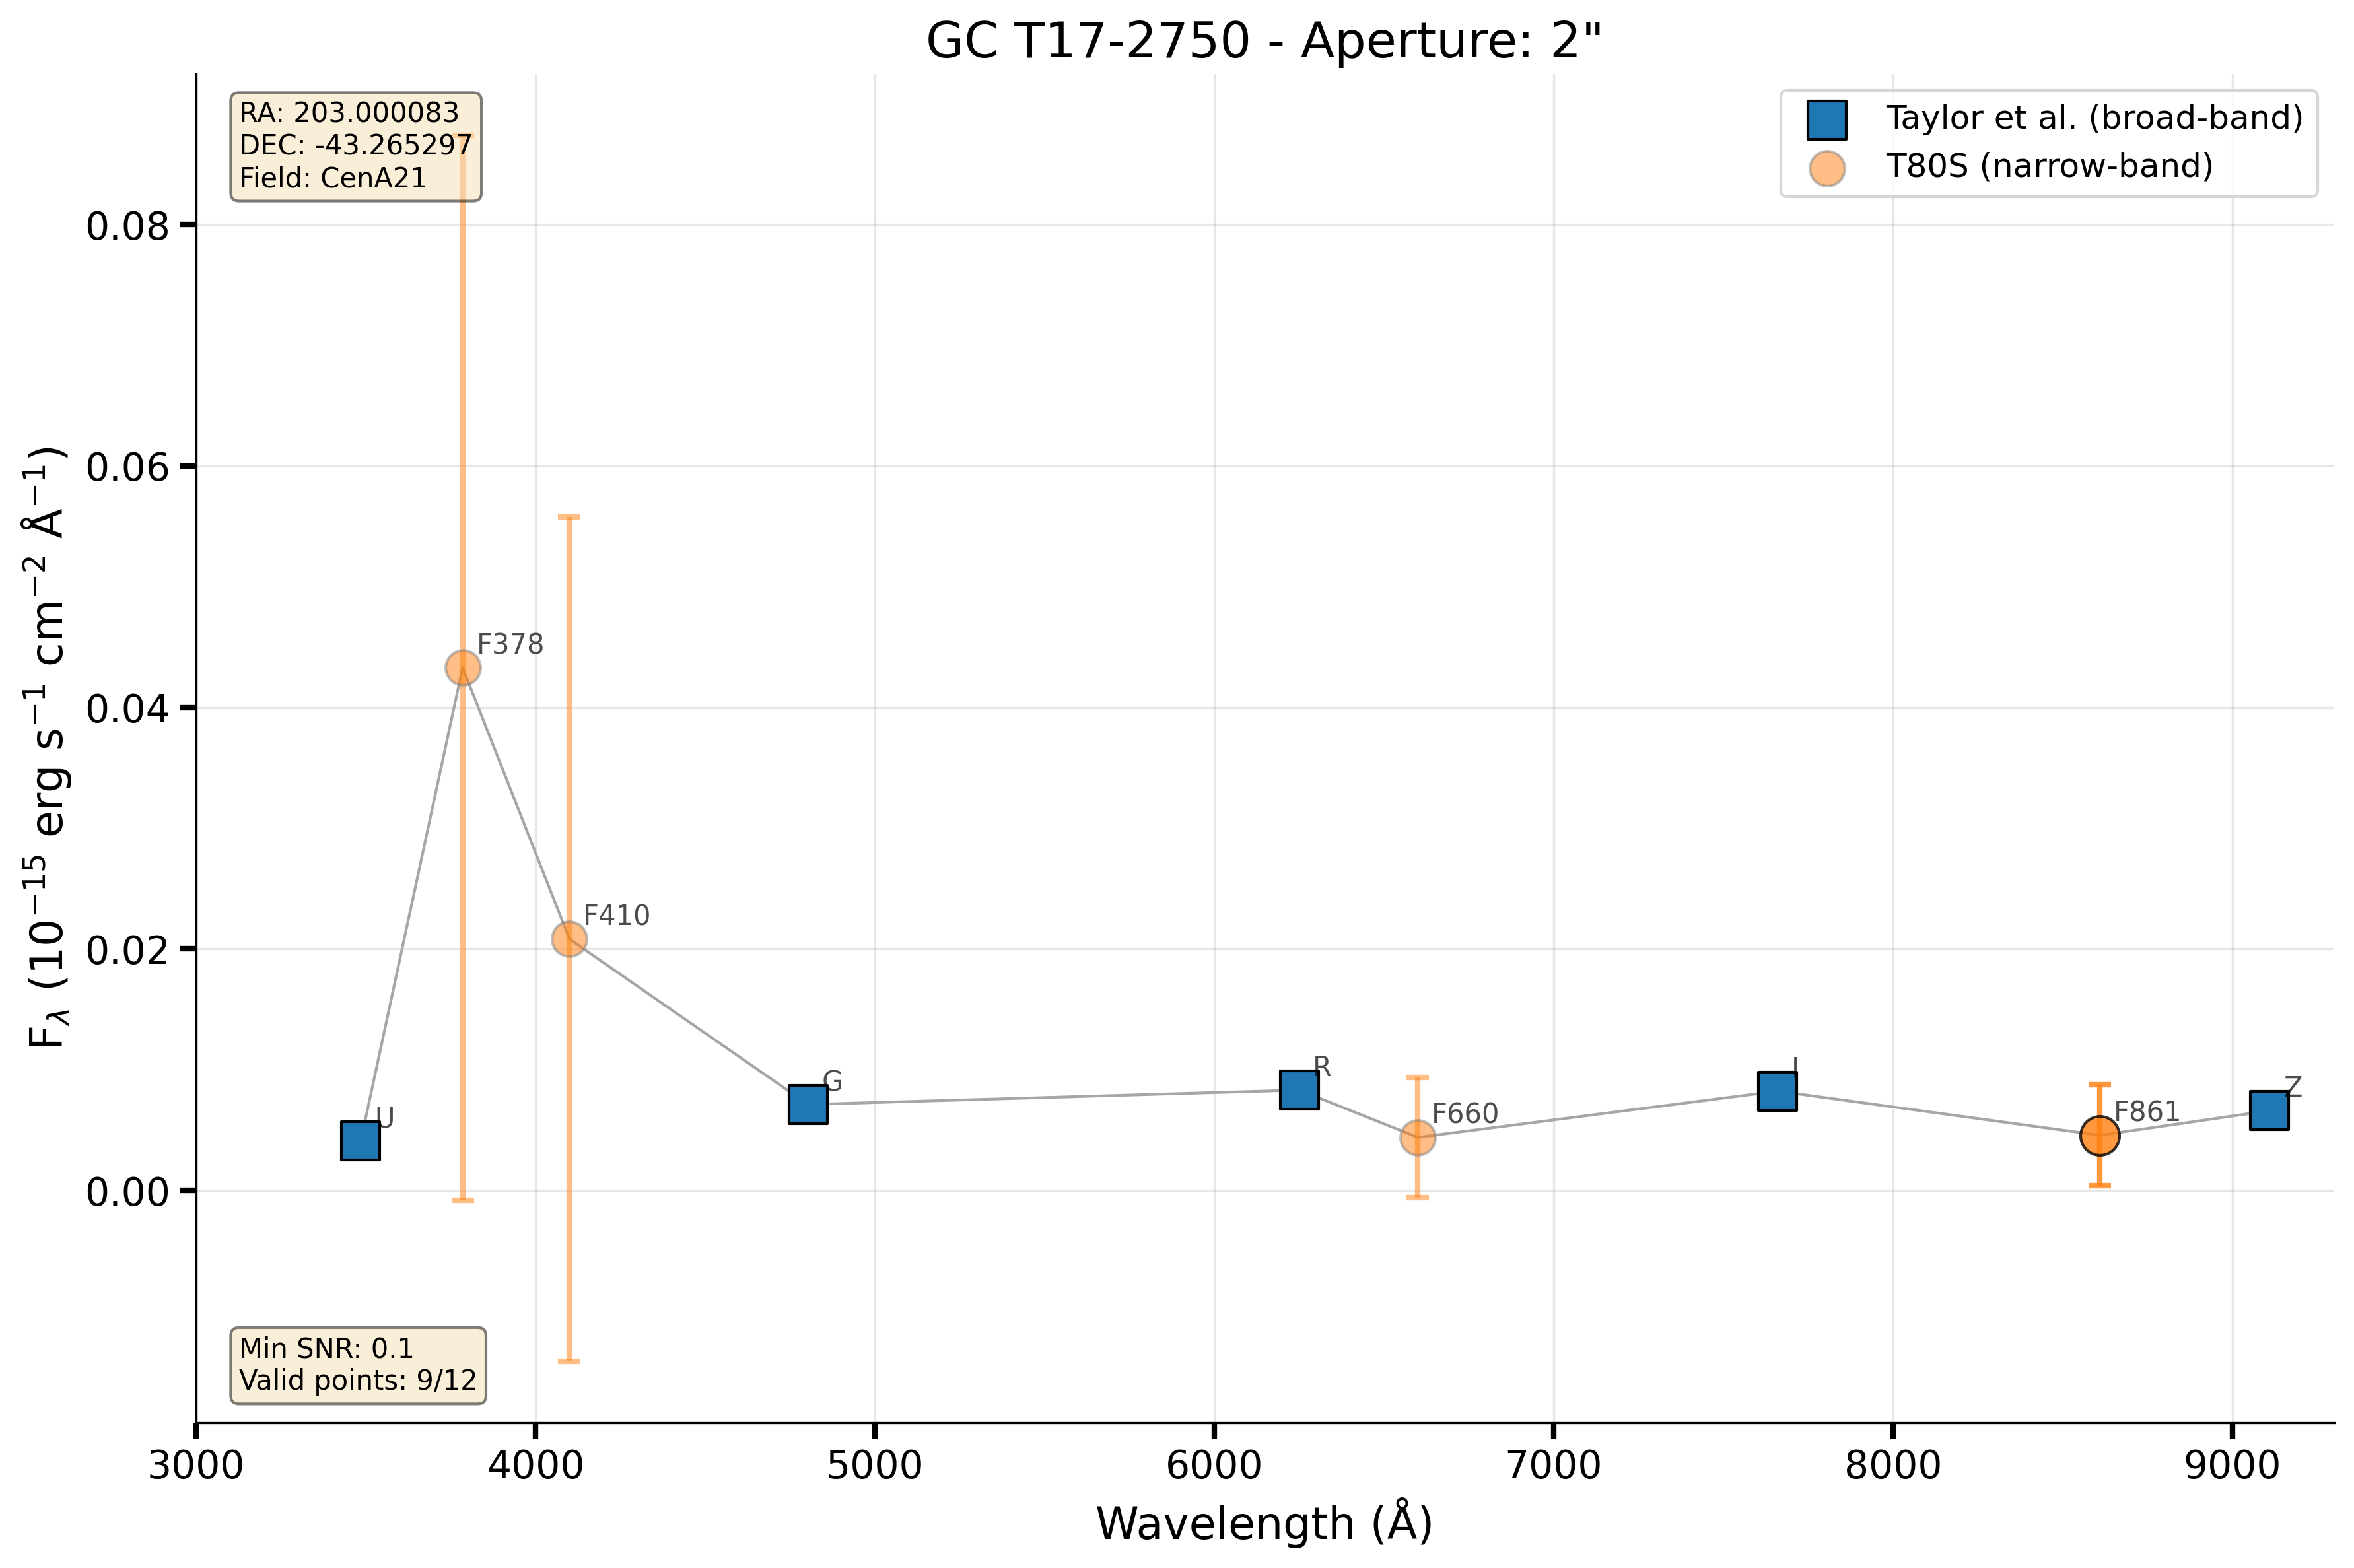 GC T17-2750 - Aperture: 2"
RA: 203.000083
DEC: -43.265297
Field: CenA21
Taylor et al. (broad-band)
T80S (narrow-band)
0.08
0.06
0.04
0.02
0.00
F_λ (10⁻¹⁵ erg s⁻¹ cm⁻² Å⁻¹)
F378
F410
U
G
R
F660
I
F861
Z
Min SNR: 0.1
Valid points: 9/12
3000 4000 5000 6000 7000 8000 9000
Wavelength (Å)